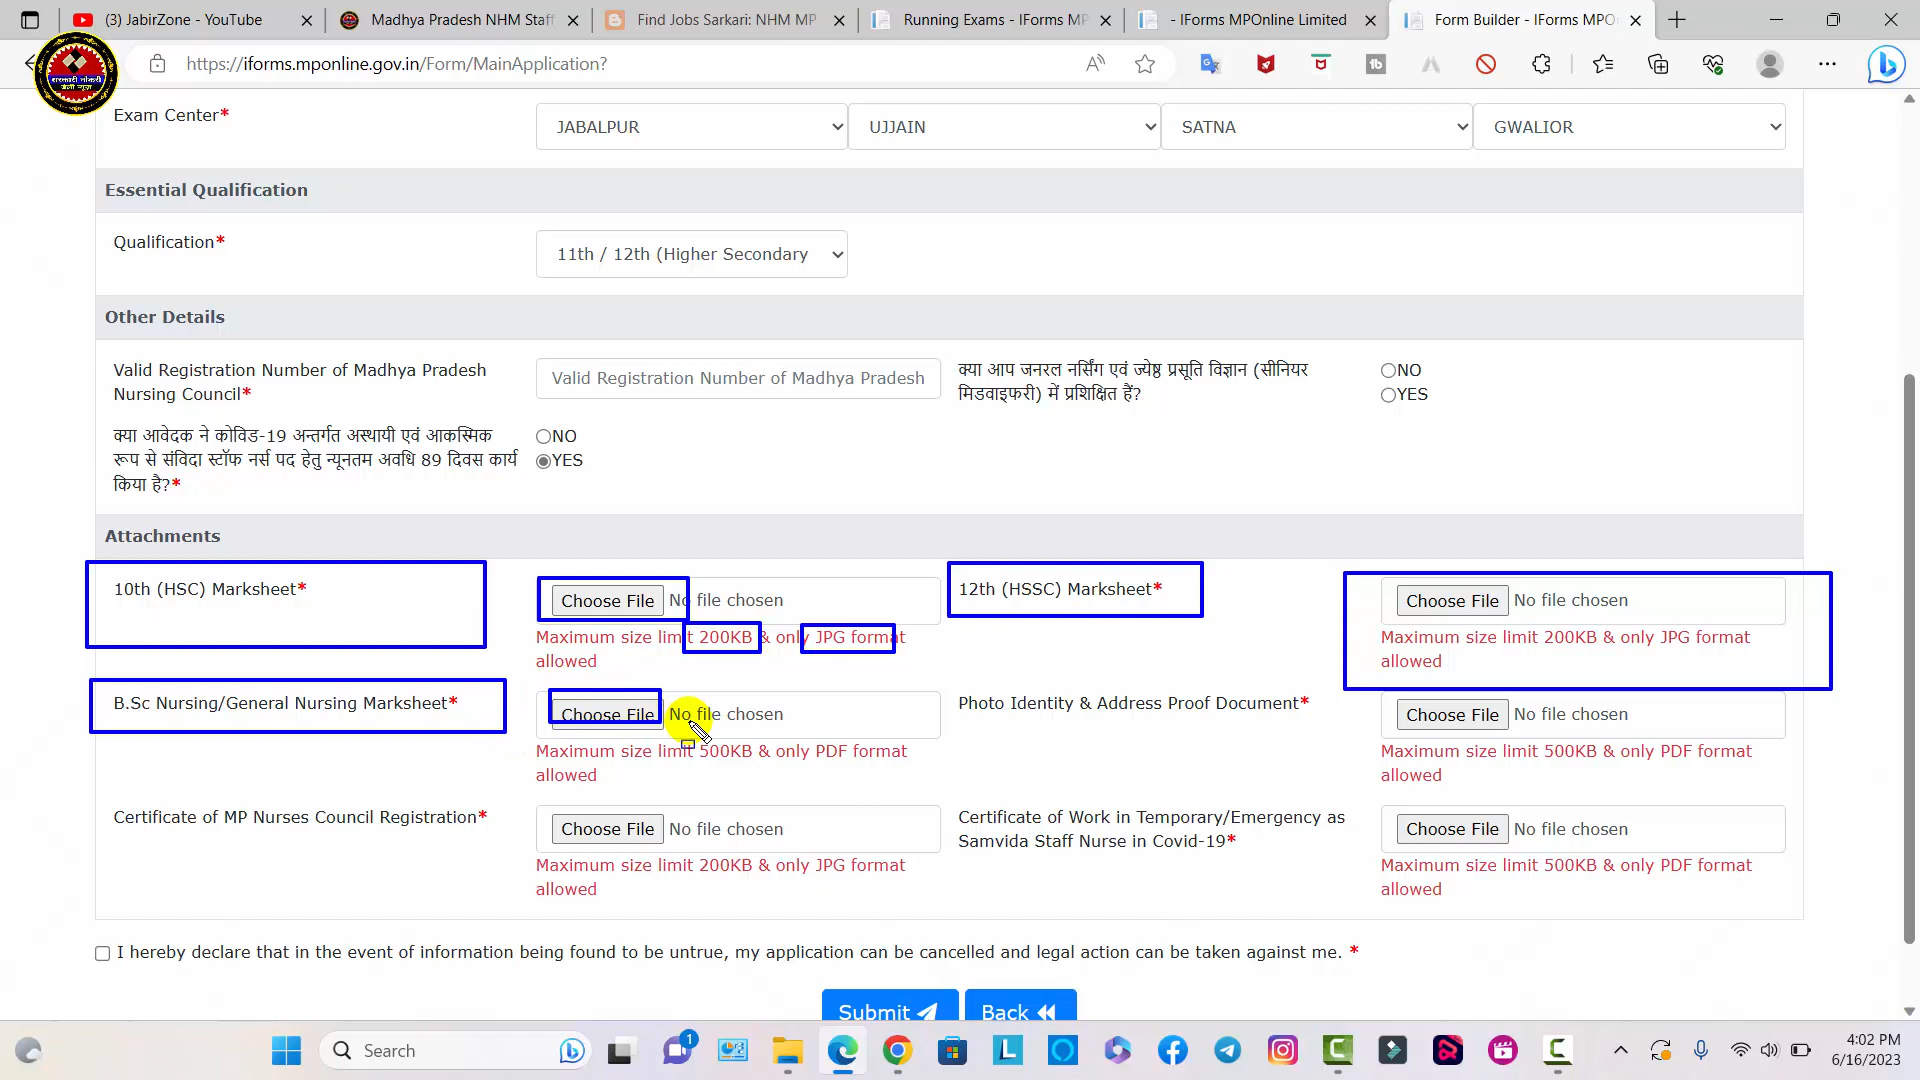 (3) JabirZone - YouTube
Madhya Pradesh NHM Staff
Find Jobs Sarkari: NHM MP
Running Exams - IForms MP
- IForms MPOnline Limited
Form Builder - IForms MPO
https://iforms.mponline.gov.in/Form/MainApplication?
सरकारी नौकरी
Exam Center*
JABALPUR
UJJAIN
SATNA
GWALIOR
Essential Qualification
Qualification*
11th / 12th (Higher Secondary
Other Details
Valid Registration Number of Madhya Pradesh
Nursing Council*
Valid Registration Number of Madhya Pradesh
क्या आप जनरल नर्सिंग एवं ज्येष्ठ प्रसूति विज्ञान (सीनियर
मिडवाइफरी) में प्रशिक्षित हैं?
NO
YES
क्या आवेदक ने कोविड-19 अन्तर्गत अस्थायी एवं आकस्मिक
रूप से संविदा स्टॉफ नर्स पद हेतु न्यूनतम अवधि 89 दिवस कार्य
किया है?*
NO
YES
Attachments
10th (HSC) Marksheet*
Choose File No file chosen
Maximum size limit 200KB & only JPG format
allowed
12th (HSSC) Marksheet*
Choose File No file chosen
Maximum size limit 200KB & only JPG format
allowed
B.Sc Nursing/General Nursing Marksheet*
Choose File No file chosen
Maximum size limit 500KB & only PDF format
allowed
Photo Identity & Address Proof Document*
Choose File No file chosen
Maximum size limit 500KB & only PDF format
allowed
Certificate of MP Nurses Council Registration*
Choose File No file chosen
Maximum size limit 200KB & only JPG format
allowed
Certificate of Work in Temporary/Emergency as
Samvida Staff Nurse in Covid-19*
Choose File No file chosen
Maximum size limit 500KB & only PDF format
allowed
I hereby declare that in the event of information being found to be untrue, my application can be cancelled and legal action can be taken against me. *
Submit
Back
Search
1
4:02 PM
6/16/2023